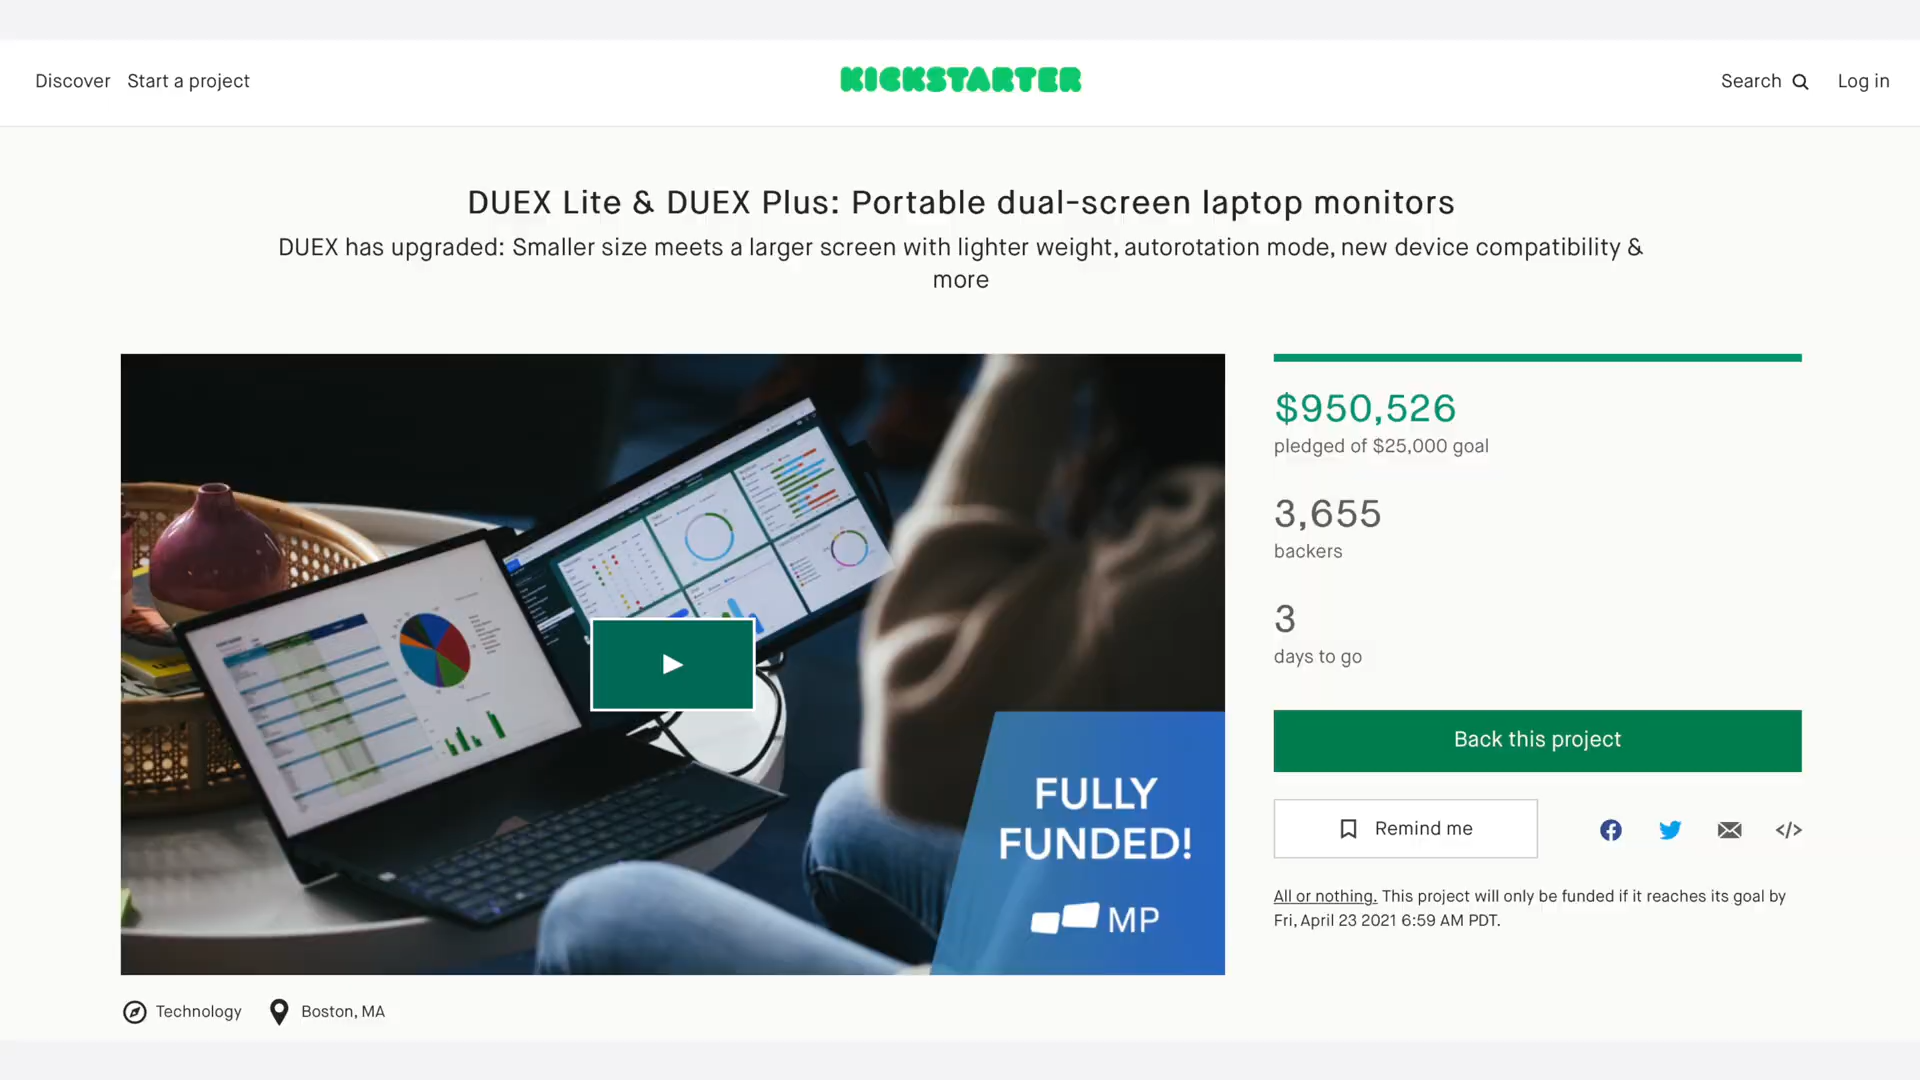 Discover Start a project
KICKSTARTER
Search Log in
DUEX Lite & DUEX Plus: Portable dual-screen laptop monitors
DUEX has upgraded: Smaller size meets a larger screen with lighter weight, autorotation mode, new device compatibility &
more
$950,526
pledged of $25,000 goal
3,655
backers
3
days to go
Back this project
Remind me
All or nothing. This project will only be funded if it reaches its goal by
Fri, April 23 2021 6:59 AM PDT.
FULLY
FUNDED!
MP
Technology Boston, MA